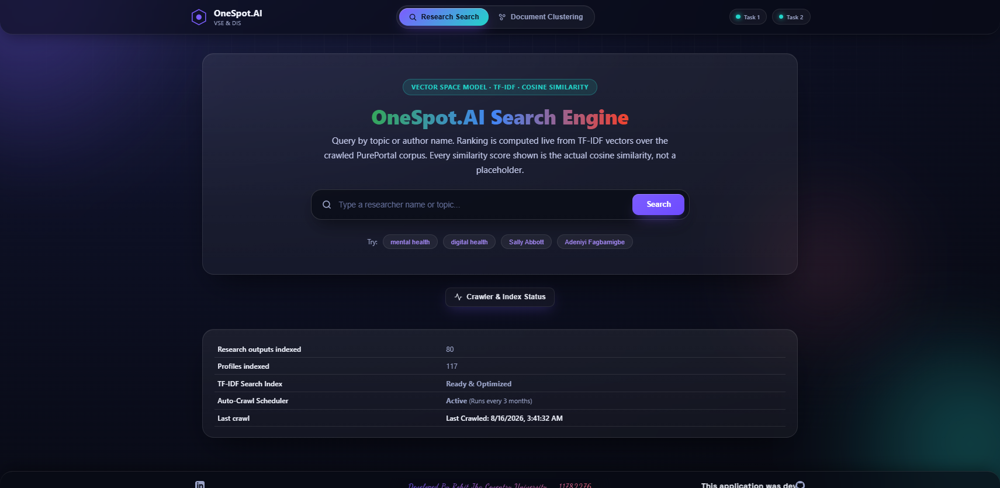 OneSpot.AI
VSE & DIS
Research Search
Document Clustering
Task 1
Task 2
VECTOR SPACE MODEL · TF-IDF · COSINE SIMILARITY
OneSpot.AI Search Engine
Query by topic or author name. Ranking is computed live from TF-IDF vectors over the
crawled PurePortal corpus. Every similarity score shown is the actual cosine similarity, not a
placeholder.
Type a researcher name or topic...
Search
Try:
mental health
digital health
Sally Abbott
Adeniyi Fagbamigbe
Crawler & Index Status
Research outputs indexed 80
Profiles indexed 117
TF-IDF Search Index Ready & Optimized
Auto-Crawl Scheduler Active (Runs every 3 months)
Last crawl Last Crawled: 8/16/2026, 3:41:32 AM
in
Developed By Rohit Jha Coventry University - 11782276
This application was dev